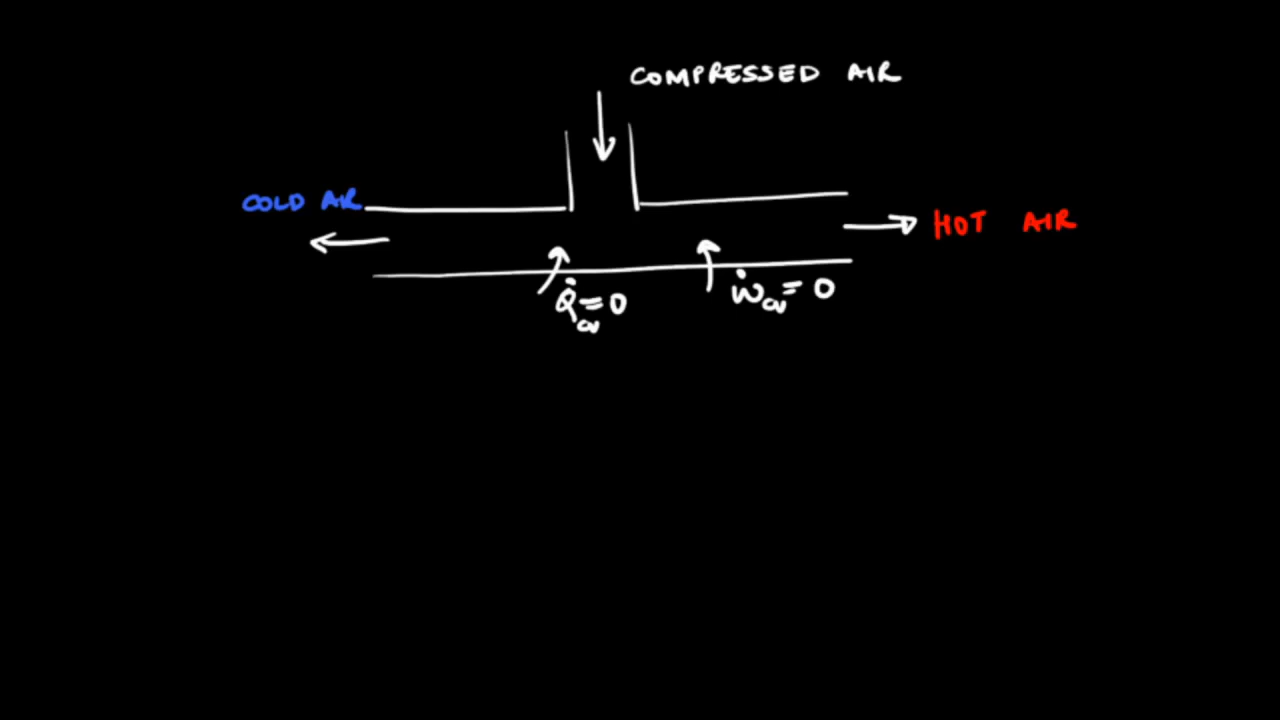 COMPRESSED AIR
COLD AIR
HOT AIR
Q̇cv = 0
Ẇcv = 0